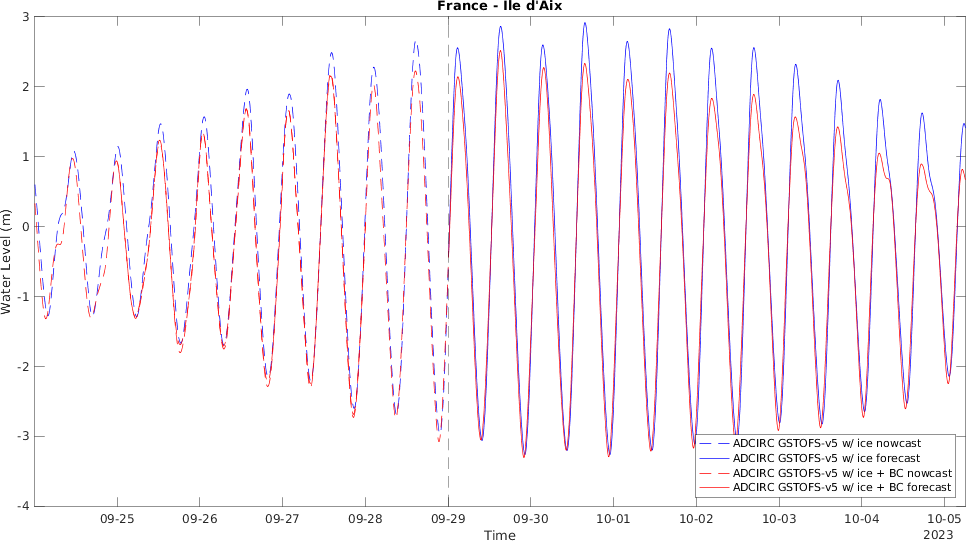 France - Ile d'Aix
3
2
1
0
-1
-2
-3
-4
Water Level (m)
09-25 09-26 09-27 09-28 09-29 09-30 10-01 10-02 10-03 10-04 10-05
Time
2023
ADCIRC GSTOFS-v5 w/ ice nowcast
ADCIRC GSTOFS-v5 w/ ice forecast
ADCIRC GSTOFS-v5 w/ ice + BC nowcast
ADCIRC GSTOFS-v5 w/ ice + BC forecast